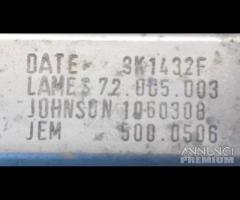 DATE 3K1432F
LAMES 72.005.003
JOHNSON 1060308
JEM 500.0506
ANNUNCI
PREMIUM